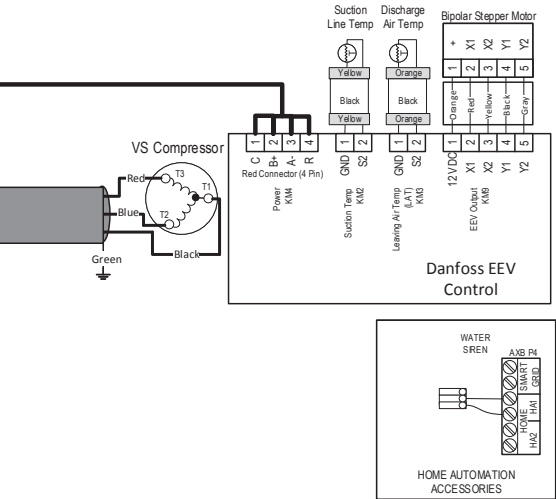 Suction
Line Temp
Discharge
Air Temp
Bipolar Stepper Motor
+ X1 X2 Y1 Y2
1 2 3 4 5
Yellow
Orange
Black
Black
Yellow
Orange
Orange Red Yellow Black Gray
1 2 3 4
C B+ A- R
Red Connector (4 Pin)
Power
KM4
1 2
GND S2
Suction Temp
KM2
1 2
GND S2
Leaving Air Temp
(LAT)
KM3
1 2 3 4 5
12 V DC X1 X2 Y1 Y2
EEV Output
KM9
Danfoss EEV
Control
VS Compressor
Red
T3
T1
Blue
T2
Black
Green
WATER
SIREN
AXB P4
SMART
GRID
HOME
HA1
HA2
HOME AUTOMATION
ACCESSORIES